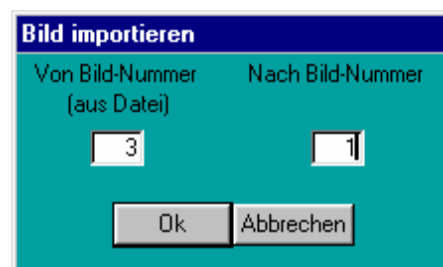 Bild importieren
Von Bild-Nummer
(aus Datei)
Nach Bild-Nummer
3
1
Ok
Abbrechen